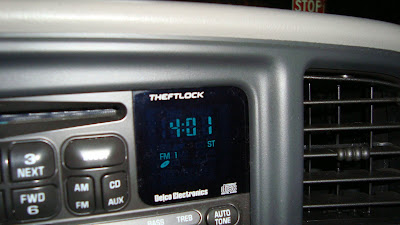 STOP
THEFTLOCK
4:01
ST
FM 1
Delco Electronics
3
NEXT
FWD
6
AM
FM
CD
AUX
BASS TREB
AUTO
TONE